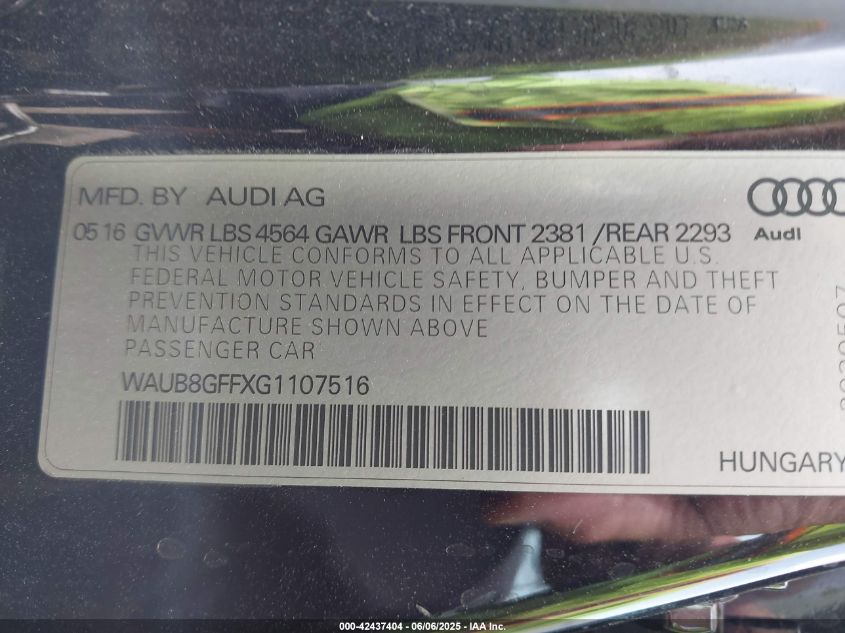 MFD. BY AUDI AG
05 16 GVWR LBS 4564 GAWR LBS FRONT 2381 /REAR 2293
Audi
THIS VEHICLE CONFORMS TO ALL APPLICABLE U.S.
FEDERAL MOTOR VEHICLE SAFETY, BUMPER AND THEFT
PREVENTION STANDARDS IN EFFECT ON THE DATE OF
MANUFACTURE SHOWN ABOVE
PASSENGER CAR
WAUB8GFFXG1107516
HUNGARY
000-42437404 - 06/06/2025 - IAA Inc.